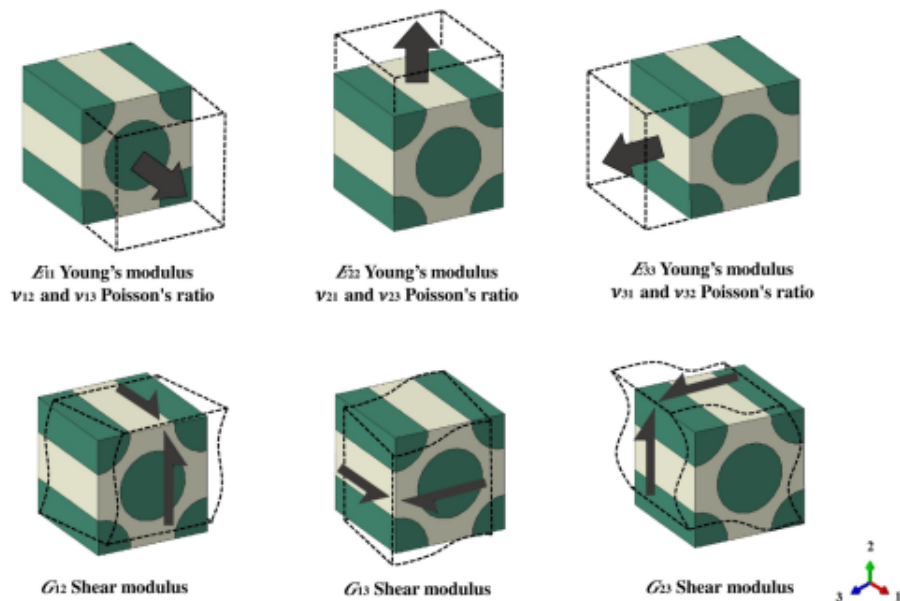 E11 Young's modulus
ν12 and ν13 Poisson's ratio
E22 Young's modulus
ν21 and ν23 Poisson's ratio
E33 Young's modulus
ν31 and ν32 Poisson's ratio
G12 Shear modulus
G13 Shear modulus
G23 Shear modulus
2
3
1